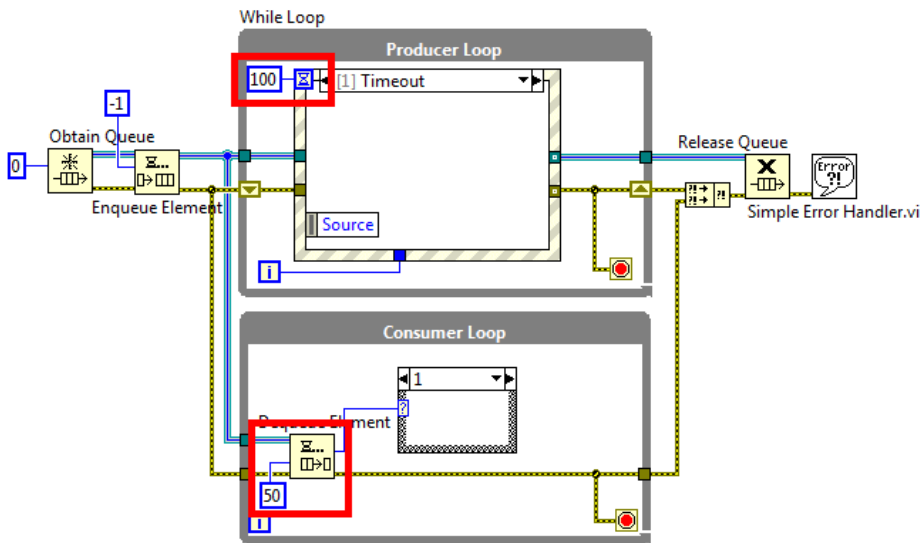 While Loop
Producer Loop
100
[1] Timeout
-1
Obtain Queue
0
Enqueue Element
Source
i
Release Queue
Error
?!
Simple Error Handler.vi
Consumer Loop
1
?
Dequeue Element
50
i